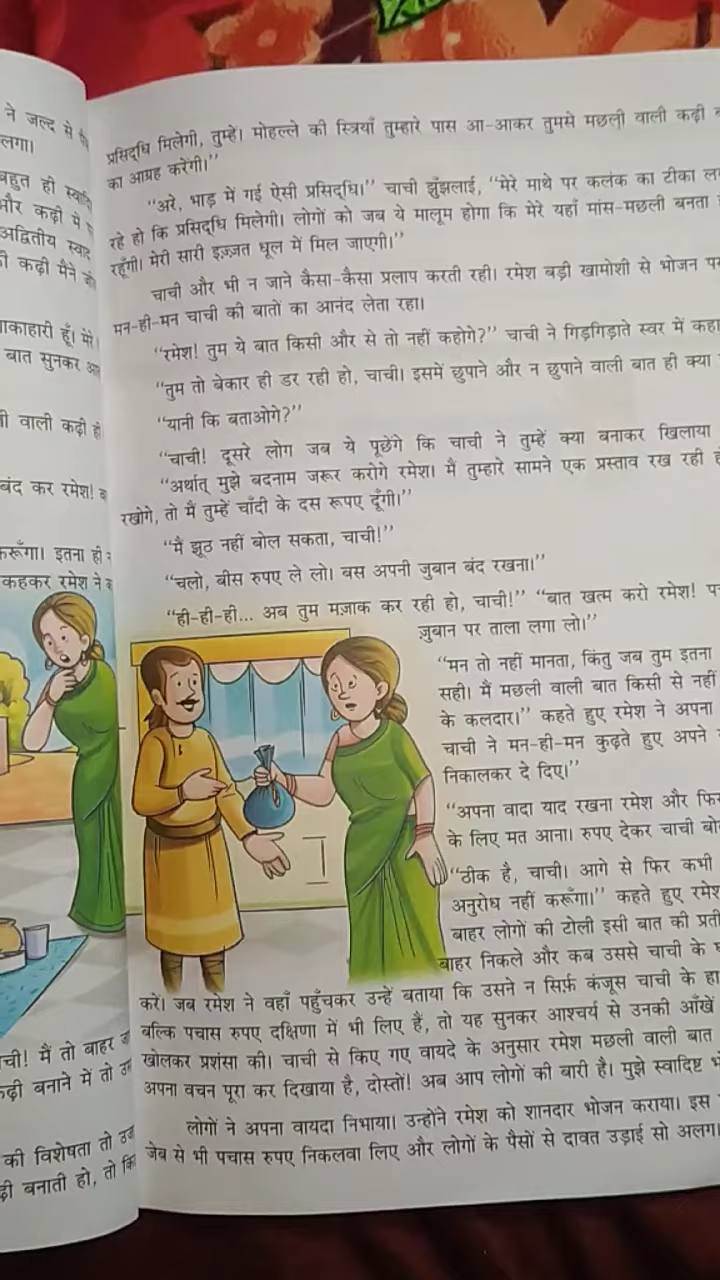 ने जल्द से
लगा।
बहुत ही
और कढ़ी में
अद्वितीय स्वाद
कढ़ी मैंने
शाकाहारी हूँ। मेरे
बात सुनकर
वाली कढ़ी
बंद कर रमेश!
करूँगा। इतना ही
कहकर रमेश ने
चाची! मैं तो बाहर
कढ़ी बनाने में तो
की विशेषता तो
बनाती हो, तो
प्रसिद्धि मिलेगी, तुम्हें। मोहल्ले की स्त्रियाँ तुम्हारे पास आ-आकर तुमसे मछली वाली कढ़ी
का आग्रह करेंगी।”
“अरे, भाड़ में गई ऐसी प्रसिद्धि।” चाची झुँझलाई, “मेरे माथे पर कलंक का टीका
रहे हो कि प्रसिद्धि मिलेगी। लोगों को जब ये मालूम होगा कि मेरे यहाँ मांस-मछली बनता
रहूँगी। मेरी सारी इज़्ज़त धूल में मिल जाएगी।”
चाची और भी न जाने कैसा-कैसा प्रलाप करती रही। रमेश बड़ी खामोशी से भोजन
मन-ही-मन चाची की बातों का आनंद लेता रहा।
“रमेश! तुम ये बात किसी और से तो नहीं कहोगे?” चाची ने गिड़गिड़ाते स्वर में कहा
“तुम तो बेकार ही डर रही हो, चाची। इसमें छुपाने और न छुपाने वाली बात ही क्या
“यानी कि बताओगे?”
“चाची! दूसरे लोग जब ये पूछेंगे कि चाची ने तुम्हें क्या बनाकर खिलाया
“अर्थात् मुझे बदनाम जरूर करोगे रमेश। मैं तुम्हारे सामने एक प्रस्ताव रख रही
रखोगे, तो मैं तुम्हें चाँदी के दस रूपए दूँगी।”
“मैं झूठ नहीं बोल सकता, चाची!”
“चलो, बीस रुपए ले लो। बस अपनी जुबान बंद रखना।”
“ही-ही-ही... अब तुम मज़ाक कर रही हो, चाची!” “बात खत्म करो रमेश!
ज़ुबान पर ताला लगा लो।”
“मन तो नहीं मानता, किंतु जब तुम इतना
सही। मैं मछली वाली बात किसी से नहीं
के कलदार।” कहते हुए रमेश ने अपना
चाची ने मन-ही-मन कुढ़ते हुए अपने
निकालकर दे दिए।”
“अपना वादा याद रखना रमेश और फिर
के लिए मत आना। रुपए देकर चाची
“ठीक है, चाची। आगे से फिर कभी
अनुरोध नहीं करूँगा।” कहते हुए रमेश
बाहर लोगों की टोली इसी बात की
बाहर निकले और कब उससे चाची के
करें। जब रमेश ने वहाँ पहुँचकर उन्हें बताया कि उसने न सिर्फ़ कंजूस चाची के
बल्कि पचास रुपए दक्षिणा में भी लिए हैं, तो यह सुनकर आश्चर्य से उनकी आँखें
खोलकर प्रशंसा की। चाची से किए गए वायदे के अनुसार रमेश मछली वाली बात
अपना वचन पूरा कर दिखाया है, दोस्तों! अब आप लोगों की बारी है। मुझे स्वादिष्ट
लोगों ने अपना वायदा निभाया। उन्होंने रमेश को शानदार भोजन कराया। इस
जेब से भी पचास रुपए निकलवा लिए और लोगों के पैसों से दावत उड़ाई सो अलग।